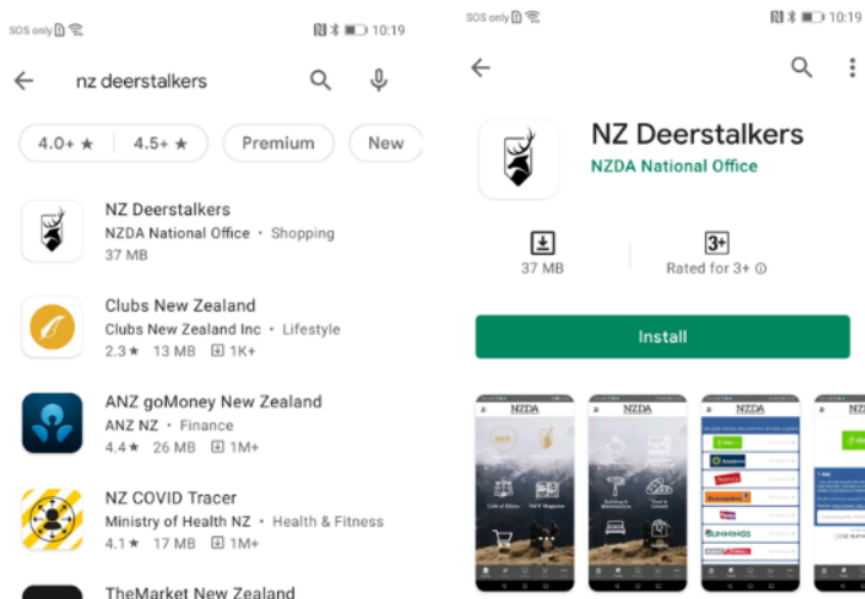 SOS only
10:19
nz deerstalkers
4.0+ ★ 4.5+ ★ Premium New
NZ Deerstalkers
NZDA National Office • Shopping
37 MB
Clubs New Zealand
Clubs New Zealand Inc • Lifestyle
2.3★ 13 MB 1K+
ANZ goMoney New Zealand
ANZ NZ • Finance
4.4★ 26 MB 1M+
NZ COVID Tracer
Ministry of Health NZ • Health & Fitness
4.1★ 17 MB 1M+
TheMarket New Zealand
SOS only
10:19
NZ Deerstalkers
NZDA National Office
37 MB
3+
Rated for 3+
Install
NZDA
Code of Ethics
NZDA
NZDA
BUNNINGS